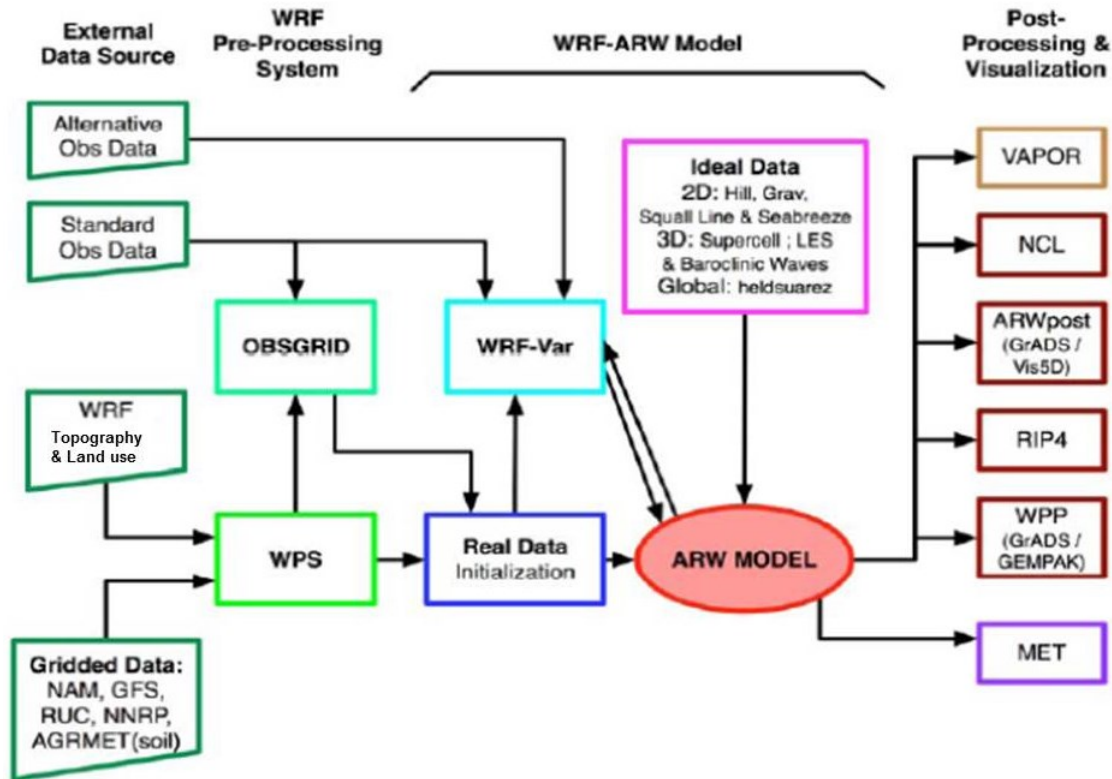 External
Data Source
WRF
Pre-Processing
System
WRF-ARW Model
Post-
Processing &
Visualization
Alternative
Obs Data
Standard
Obs Data
WRF
Topography
& Land use
Gridded Data:
NAM, GFS,
RUC, NNRP,
AGRMET(soil)
OBSGRID
WPS
WRF-Var
Real Data
Initialization
Ideal Data
2D: Hill, Grav,
Squall Line & Seabreeze
3D: Supercell ; LES
& Baroclinic Waves
Global: heldsuarez
ARW MODEL
VAPOR
NCL
ARWpost
(GrADS /
Vis5D)
RIP4
WPP
(GrADS /
GEMPAK)
MET